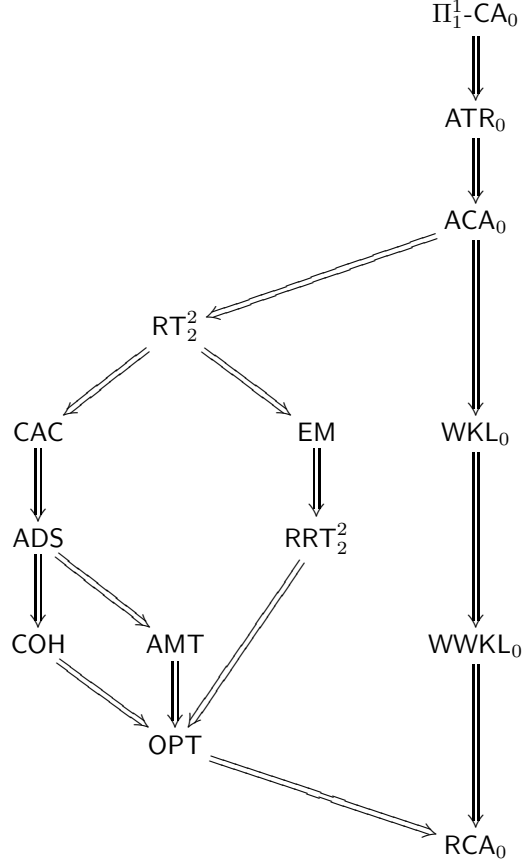 Π¹₁-CA₀
ATR₀
ACA₀
RT²₂
CAC EM WKL₀
ADS RRT²₂
COH AMT WWKL₀
OPT
RCA₀